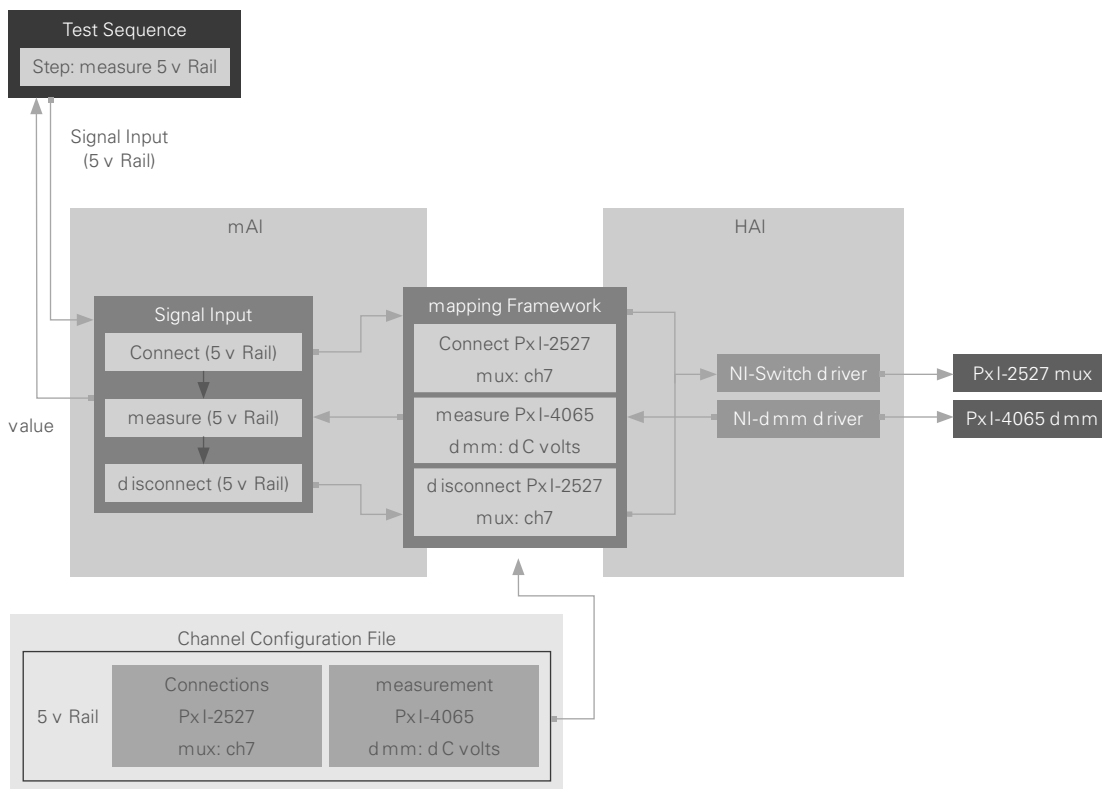 Test Sequence
Step: measure 5 v Rail
Signal Input
(5 v Rail)
mAl
HAl
Signal Input
Connect (5 v Rail)
measure (5 v Rail)
disconnect (5 v Rail)
value
mapping Framework
Connect PxI-2527
mux: ch7
measure PxI-4065
dmm: dC volts
disconnect PxI-2527
mux: ch7
NI-Switch driver
NI-dmm driver
PxI-2527 mux
PxI-4065 dmm
Channel Configuration File
5 v Rail
Connections
PxI-2527
mux: ch7
measurement
PxI-4065
dmm: dC volts